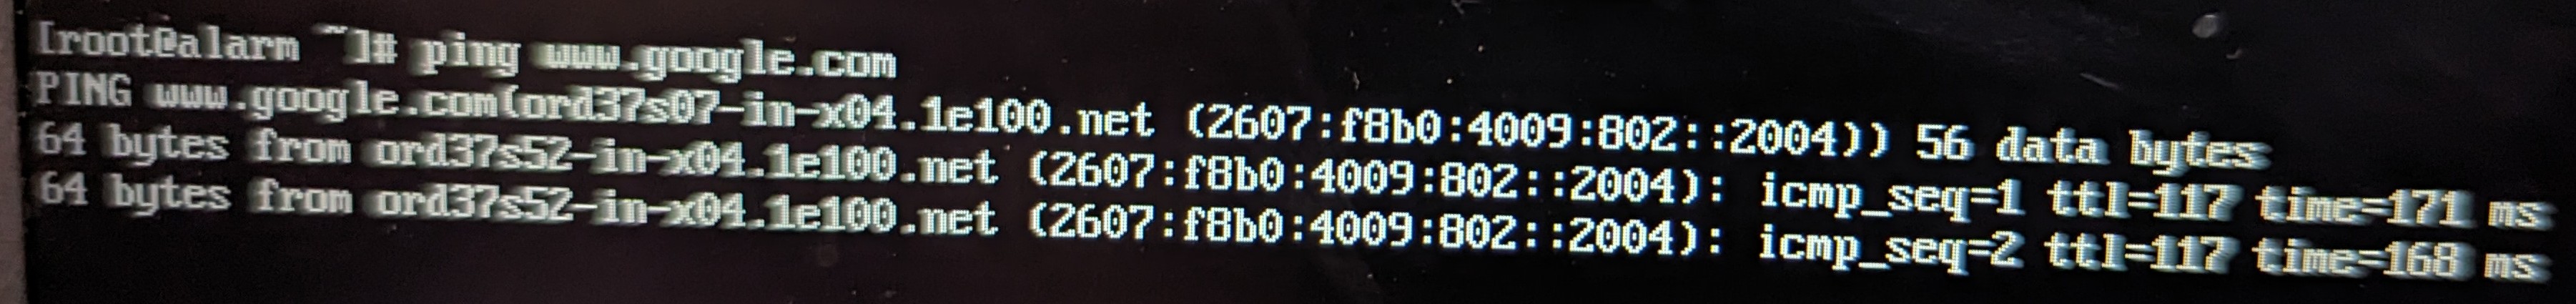 [root@alarm ~]# ping www.google.com
PING www.google.com(ord37s07-in-x04.1e100.net (2607:f8b0:4009:802::2004)) 56 data bytes
64 bytes from ord37s52-in-x04.1e100.net (2607:f8b0:4009:802::2004): icmp_seq=1 ttl=117 time=171 ms
64 bytes from ord37s52-in-x04.1e100.net (2607:f8b0:4009:802::2004): icmp_seq=2 ttl=117 time=168 ms